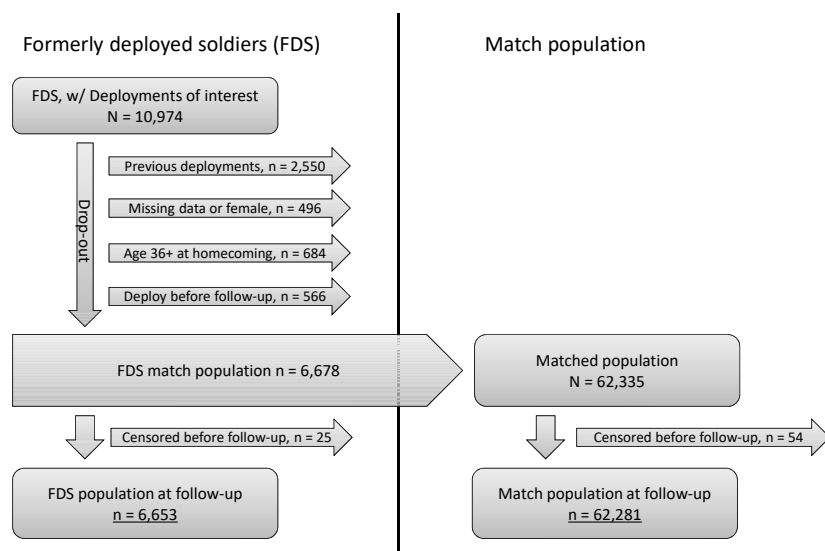 Formerly deployed soldiers (FDS)
Match population
FDS, w/ Deployments of interest
N = 10,974
Drop-out
Previous deployments, n = 2,550
Missing data or female, n = 496
Age 36+ at homecoming, n = 684
Deploy before follow-up, n = 566
FDS match population n = 6,678
Matched population
N = 62,335
Censored before follow-up, n = 25
Censored before follow-up, n = 54
FDS population at follow-up
n = 6,653
Match population at follow-up
n = 62,281